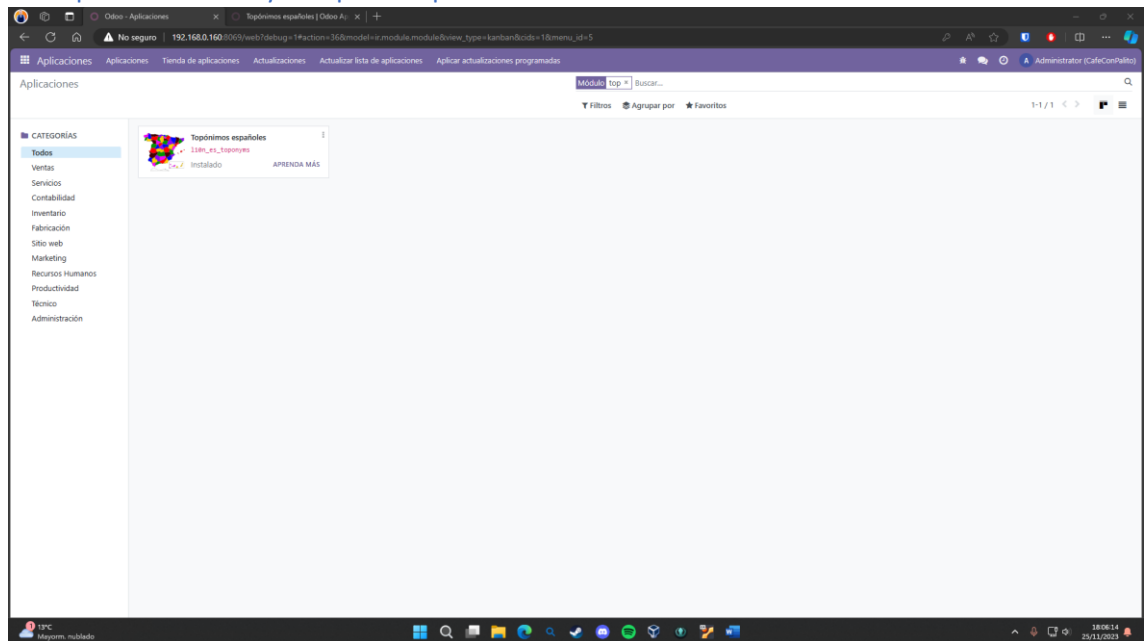 Odoo - Aplicaciones
Topónimos españoles | Odoo Ap
No seguro 192.168.0.160:8069/web?debug=1#action=36&model=ir.module.module&view_type=kanban&cids=1&menu_id=5
Aplicaciones Aplicaciones Tienda de aplicaciones Actualizaciones Actualizar lista de aplicaciones Aplicar actualizaciones programadas A Administrator (CafeConPalito)
Aplicaciones Módulo top × Buscar...
Filtros Agrupar por Favoritos 1-1 / 1
CATEGORÍAS
Todos
Ventas
Servicios
Contabilidad
Inventario
Fabricación
Sitio web
Marketing
Recursos Humanos
Productividad
Técnico
Administración
Topónimos españoles
l10n_es_toponyms
Instalado APRENDA MÁS
1
13°C
Mayorm. nublado
18:06:14
25/11/2023